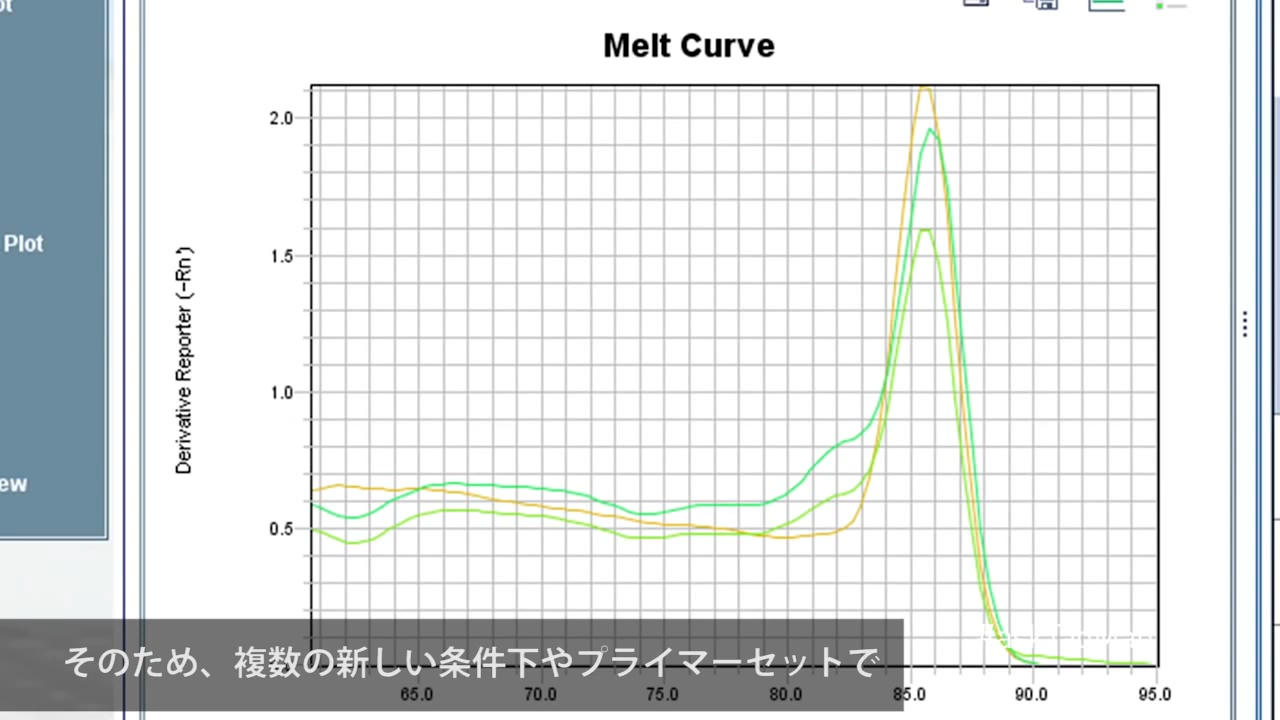 ot
Melt Curve
2.0
Plot
1.5
Derivative Reporter (-Rn')
1.0
ew
0.5
そのため、複数の新しい条件下やプライマーセットで
65.0 70.0 75.0 80.0 85.0 90.0 95.0